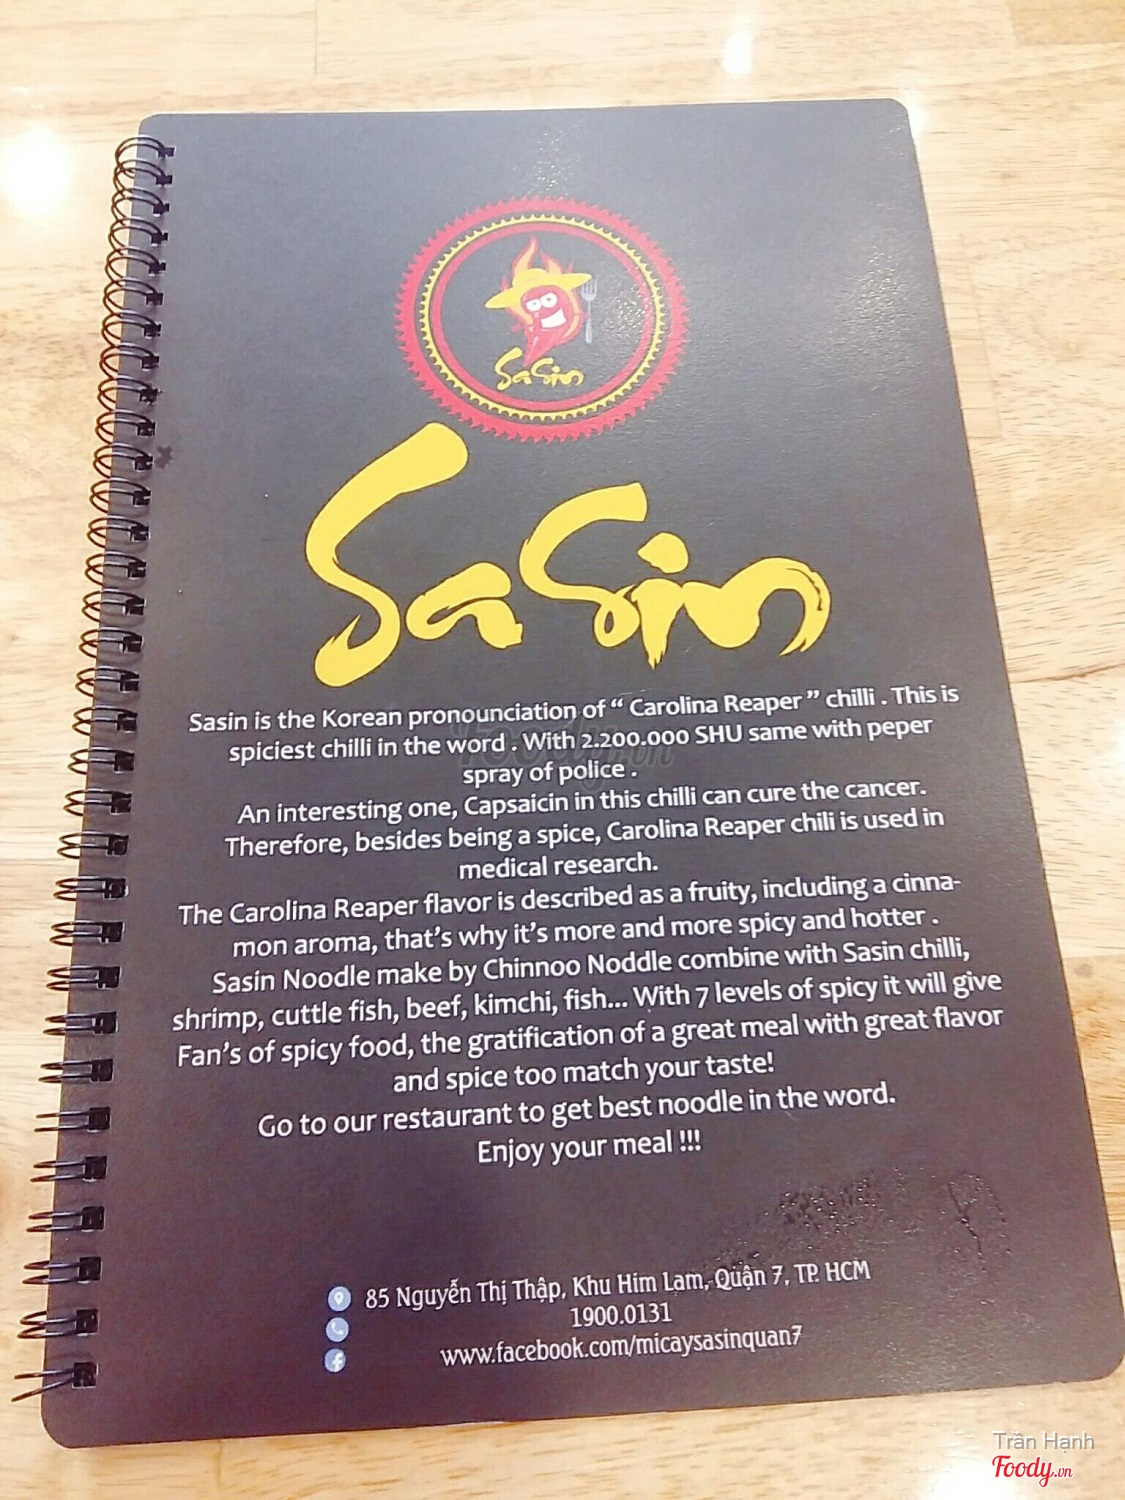 SaSin
SaSin
Sasin is the Korean pronounciation of “ Carolina Reaper ” chilli . This is
spiciest chilli in the word . With 2.200.000 SHU same with peper
spray of police .
An interesting one, Capsaicin in this chilli can cure the cancer.
Therefore, besides being a spice, Carolina Reaper chili is used in
medical research.
The Carolina Reaper flavor is described as a fruity, including a cinna-
mon aroma, that’s why it’s more and more spicy and hotter .
Sasin Noodle make by Chinnoo Noddle combine with Sasin chilli,
shrimp, cuttle fish, beef, kimchi, fish... With 7 levels of spicy it will give
Fan’s of spicy food, the gratification of a great meal with great flavor
and spice too match your taste!
Go to our restaurant to get best noodle in the word.
Enjoy your meal !!!
85 Nguyễn Thị Thập, Khu Him Lam, Quận 7, TP. HCM
1900.0131
www.facebook.com/micaysasinquan7
Foody.vn
Trần Hạnh
Foody.vn